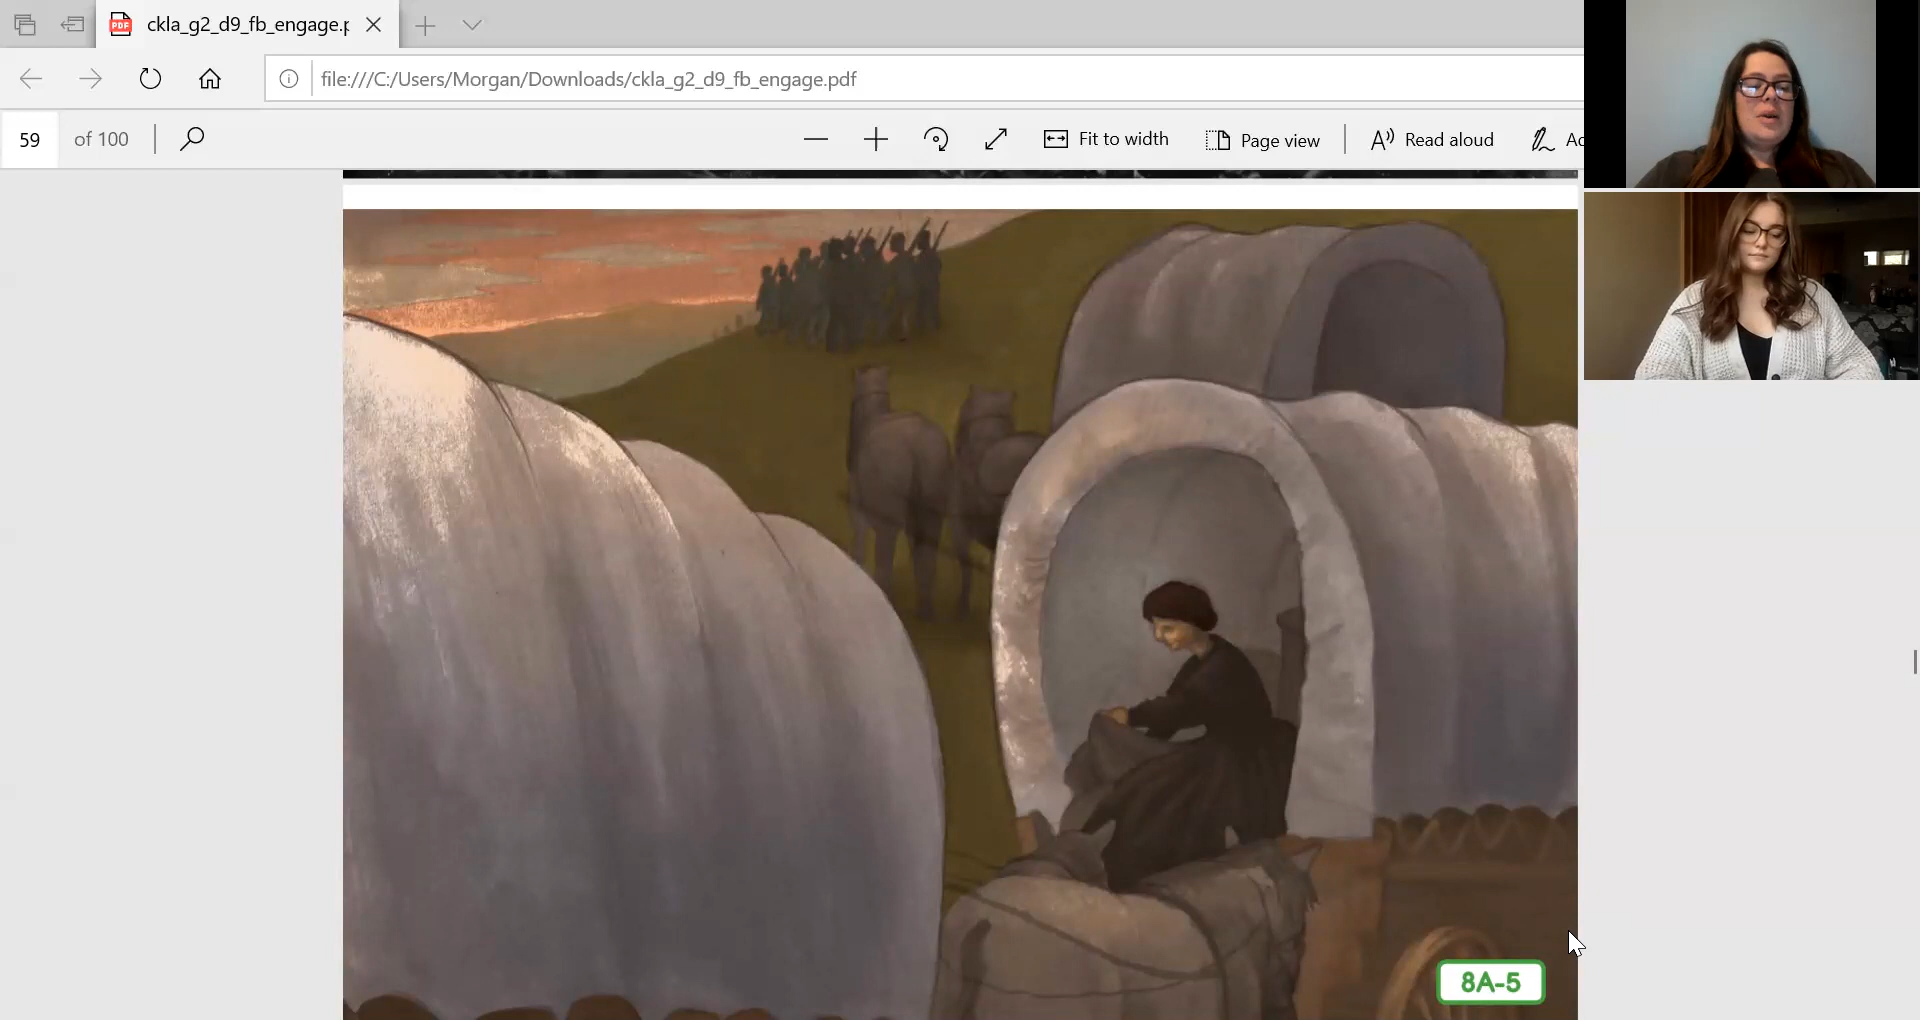 ckla_g2_d9_fb_engage.p
file:///C:/Users/Morgan/Downloads/ckla_g2_d9_fb_engage.pdf
59 of 100
Fit to width
Page view
Read aloud
Ad
8A-5